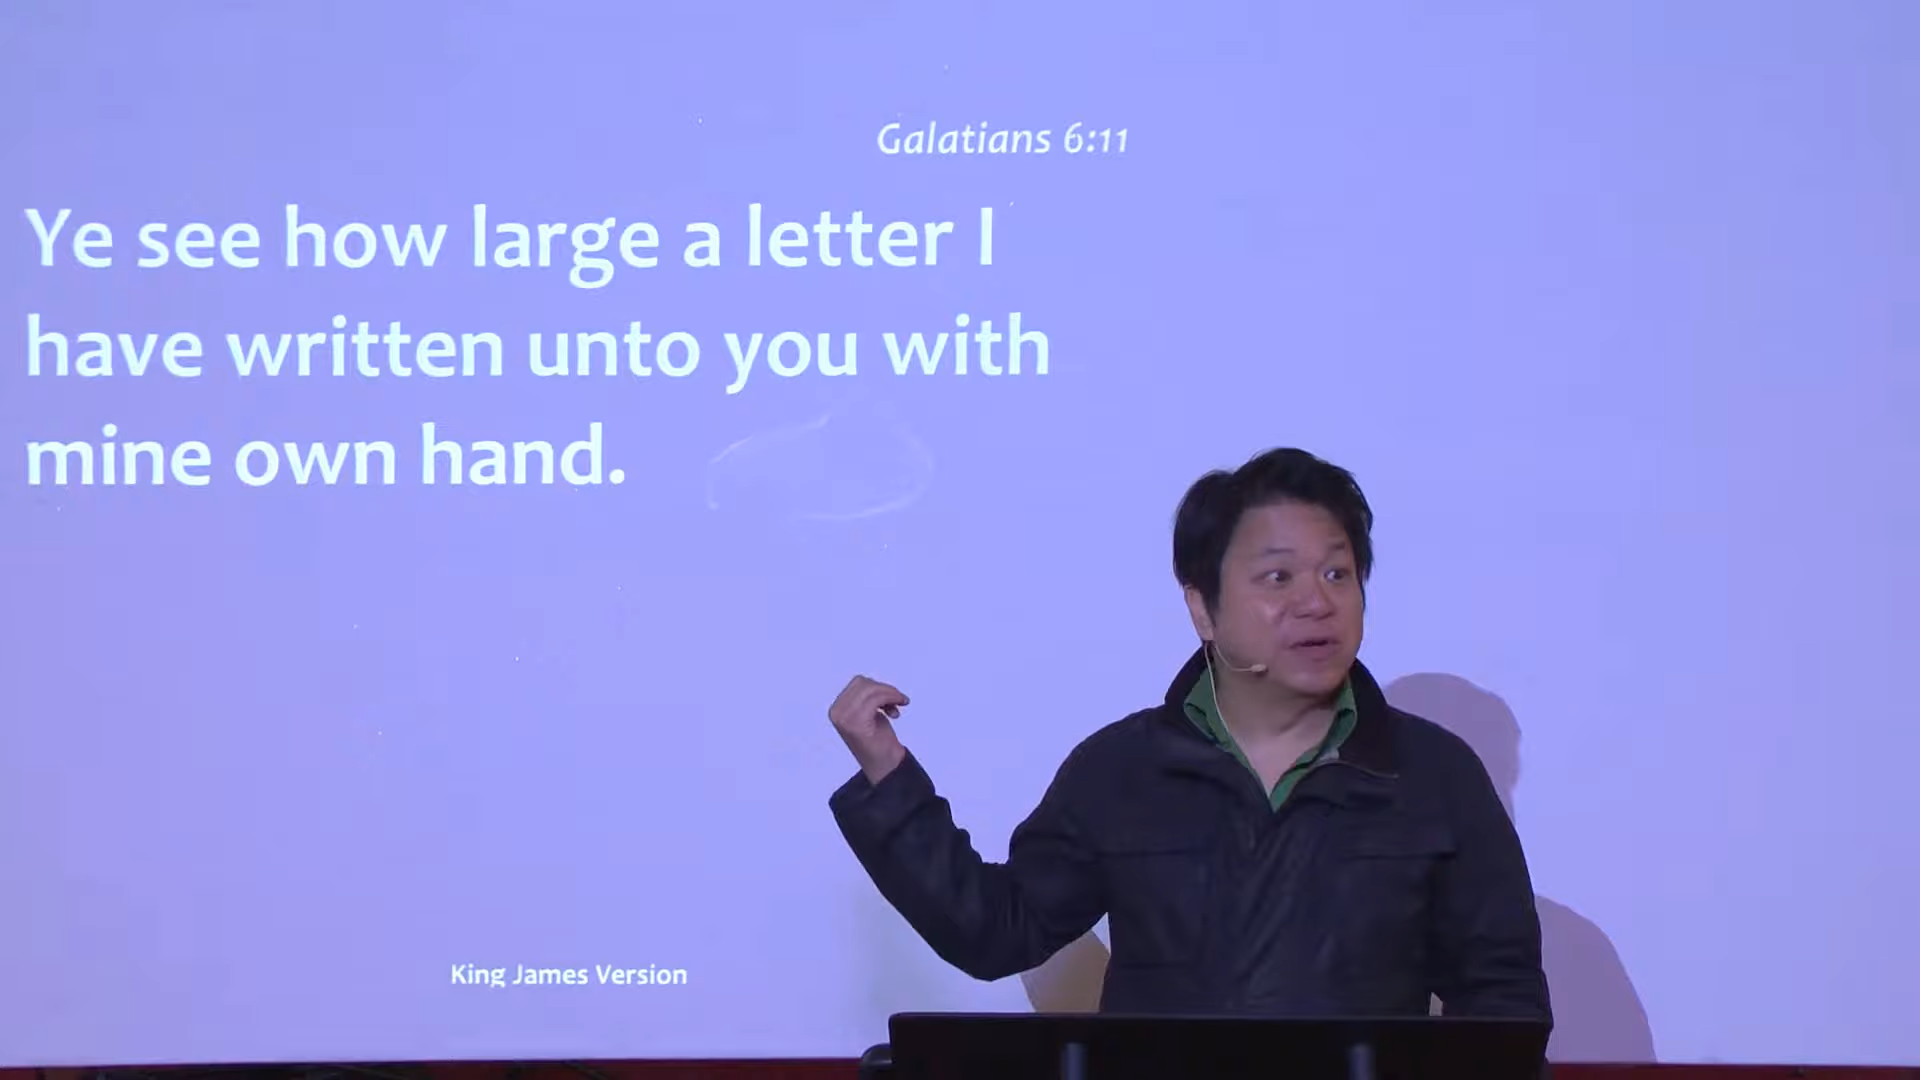 Galatians 6:11
Ye see how large a letter I
have written unto you with
mine own hand.
King James Version